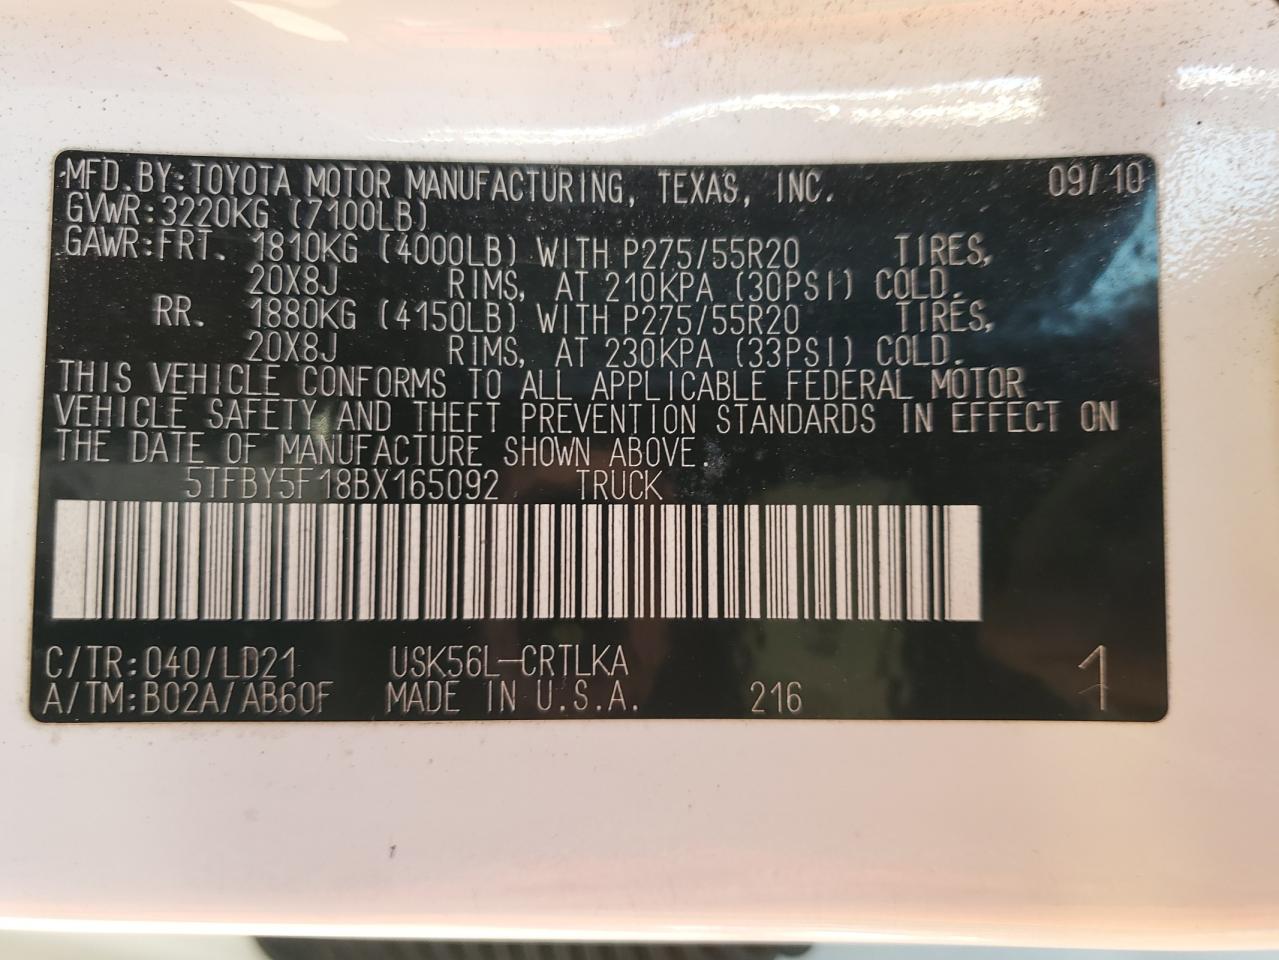 MFD.BY:TOYOTA MOTOR MANUFACTURING, TEXAS, INC. 09/10
GVWR:3220KG (7100LB)
GAWR:FRT. 1810KG (4000LB) WITH P275/55R20 TIRES,
20X8J RIMS, AT 210KPA (30PSI) COLD.
RR. 1880KG (4150LB) WITH P275/55R20 TIRES,
20X8J RIMS, AT 230KPA (33PSI) COLD.
THIS VEHICLE CONFORMS TO ALL APPLICABLE FEDERAL MOTOR
VEHICLE SAFETY AND THEFT PREVENTION STANDARDS IN EFFECT ON
THE DATE OF MANUFACTURE SHOWN ABOVE.
5TFBY5F18BX165092 TRUCK
C/TR:040/LD21 USK56L-CRTLKA
A/TM:B02A/AB60F MADE IN U.S.A. 216 1